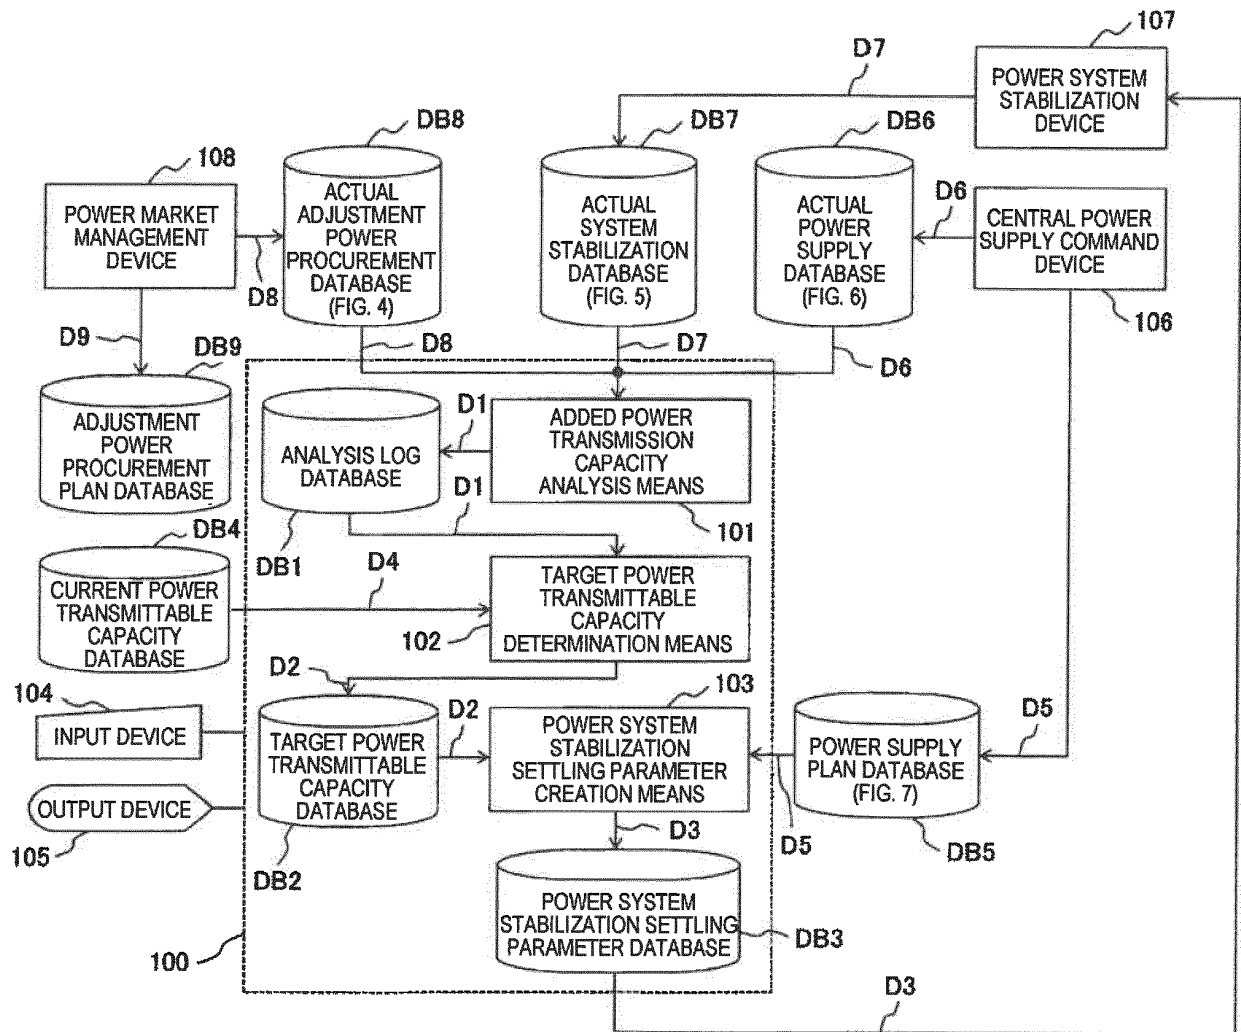 107
D7
POWER SYSTEM
STABILIZATION
DEVICE
DB8
DB7
DB6
108
POWER MARKET
MANAGEMENT
DEVICE
D8
ACTUAL
ADJUSTMENT
POWER
PROCUREMENT
DATABASE
(FIG. 4)
ACTUAL
SYSTEM
STABILIZATION
DATABASE
(FIG. 5)
ACTUAL
POWER
SUPPLY
DATABASE
(FIG. 6)
D6
CENTRAL POWER
SUPPLY COMMAND
DEVICE
106
D9
D8
D7
D6
DB9
ADJUSTMENT
POWER
PROCUREMENT
PLAN DATABASE
ANALYSIS LOG
DATABASE
D1
ADDED POWER
TRANSMISSION
CAPACITY
ANALYSIS MEANS
101
DB1
D1
DB4
CURRENT POWER
TRANSMITTABLE
CAPACITY
DATABASE
D4
TARGET POWER
TRANSMITTABLE
CAPACITY
DETERMINATION MEANS
102
D2
104
INPUT DEVICE
TARGET POWER
TRANSMITTABLE
CAPACITY
DATABASE
D2
103
POWER SYSTEM
STABILIZATION
SETTLING PARAMETER
CREATION MEANS
D5
POWER SUPPLY
PLAN DATABASE
(FIG. 7)
D5
OUTPUT DEVICE
105
DB2
D3
DB5
POWER SYSTEM
STABILIZATION SETTLING
PARAMETER DATABASE
DB3
100
D3